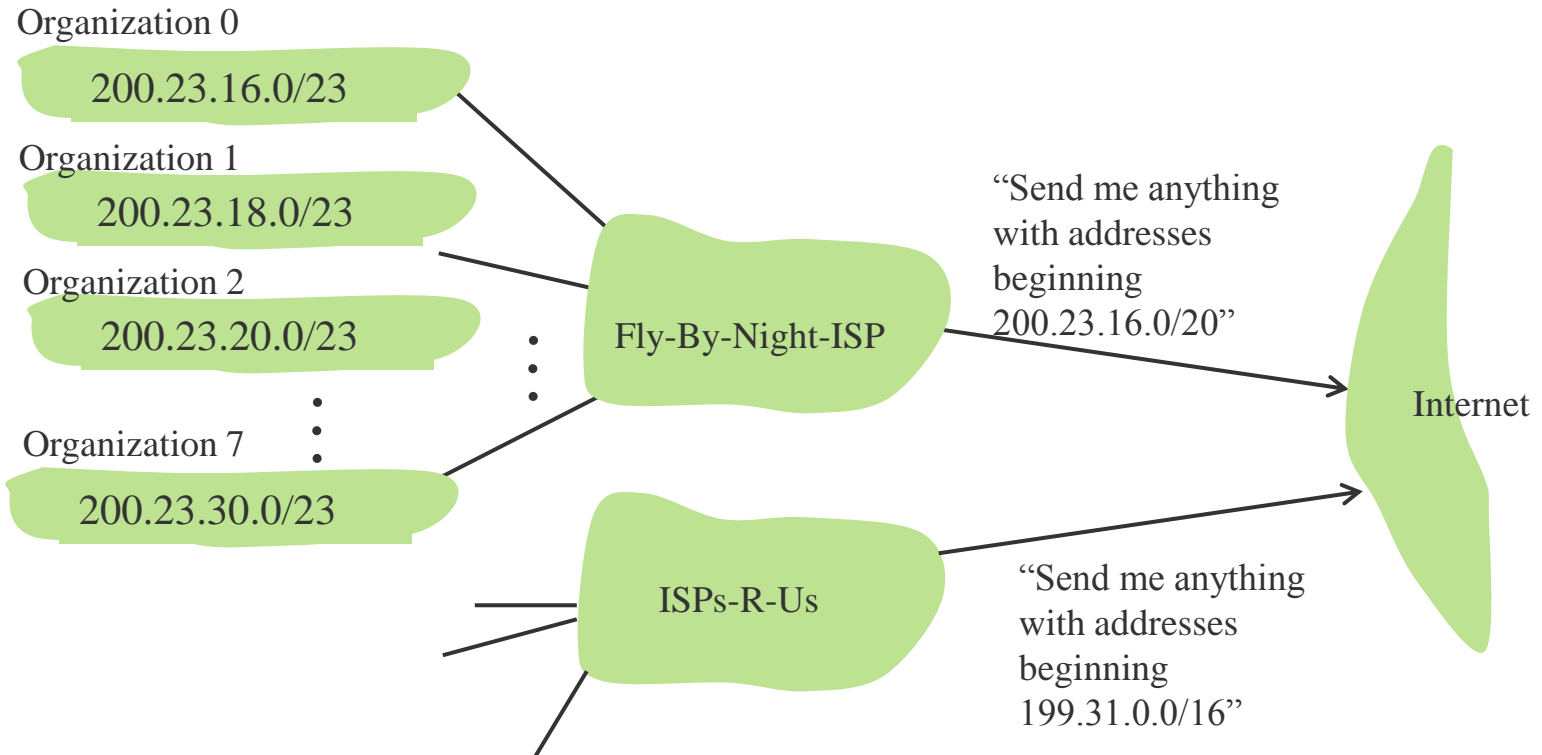 Organization 0
200.23.16.0/23
Organization 1
200.23.18.0/23
Organization 2
200.23.20.0/23
Organization 7
200.23.30.0/23
Fly-By-Night-ISP
“Send me anything
with addresses
beginning
200.23.16.0/20”
Internet
ISPs-R-Us
“Send me anything
with addresses
beginning
199.31.0.0/16”